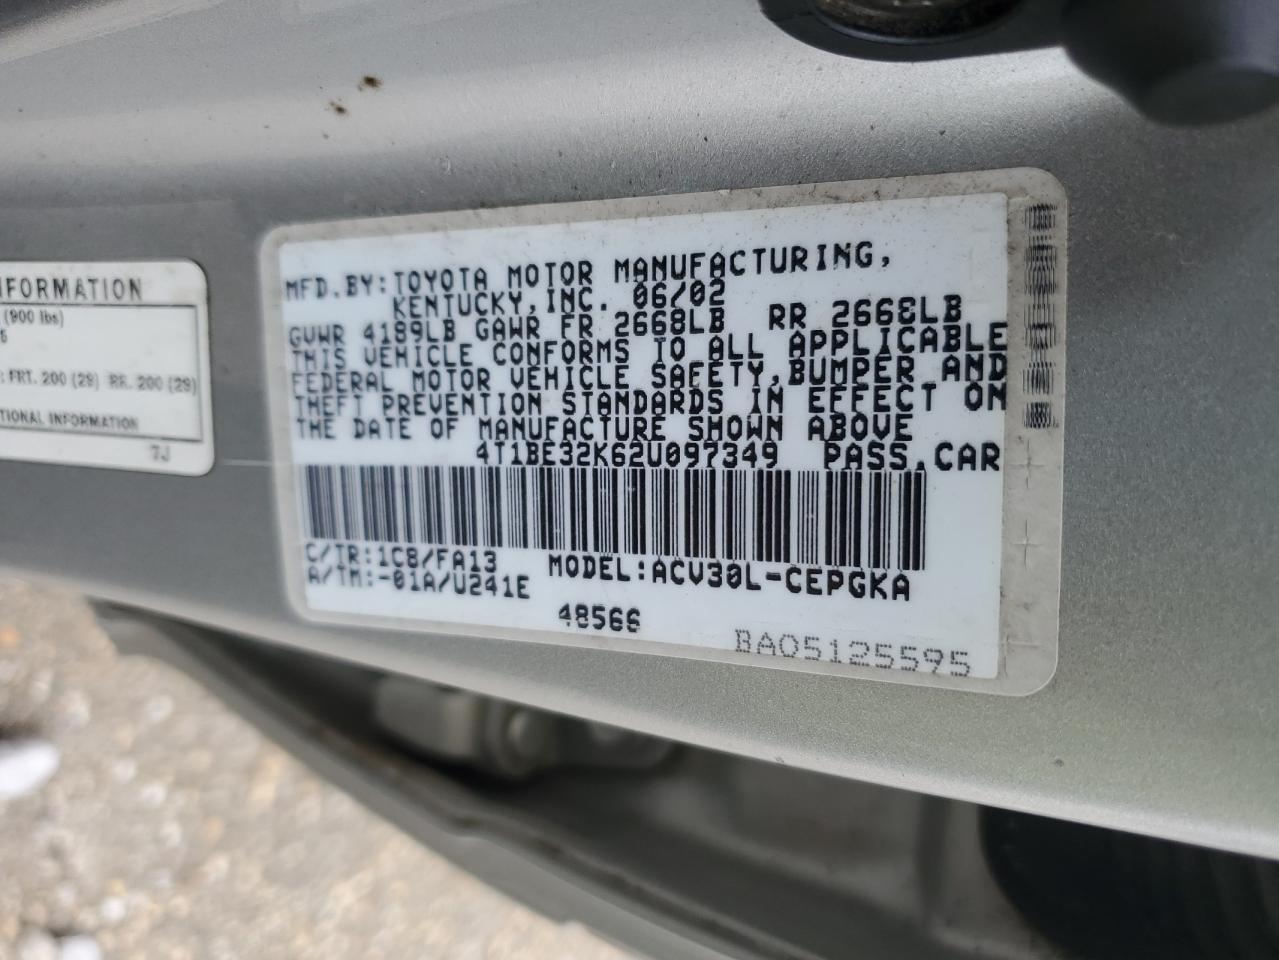 FORMATION
(900 lbs)
FRT. 200 (29) RR. 200 (29)
TIONAL INFORMATION
7J
MFD.BY:TOYOTA MOTOR MANUFACTURING,
KENTUCKY,INC. 06/02
GVWR 4189LB GAWR FR 2668LB RR 2668LB
THIS VEHICLE CONFORMS TO ALL APPLICABLE
FEDERAL MOTOR VEHICLE SAFETY,BUMPER AND
THEFT PREVENTION STANDARDS IN EFFECT ON
THE DATE OF MANUFACTURE SHOWN ABOVE
4T1BE32K62U097349 PASS.CAR
C/TR:1C8/FA13 MODEL:ACV30L-CEPGKA
A/TM:-01A/U241E
48566
BA05125595